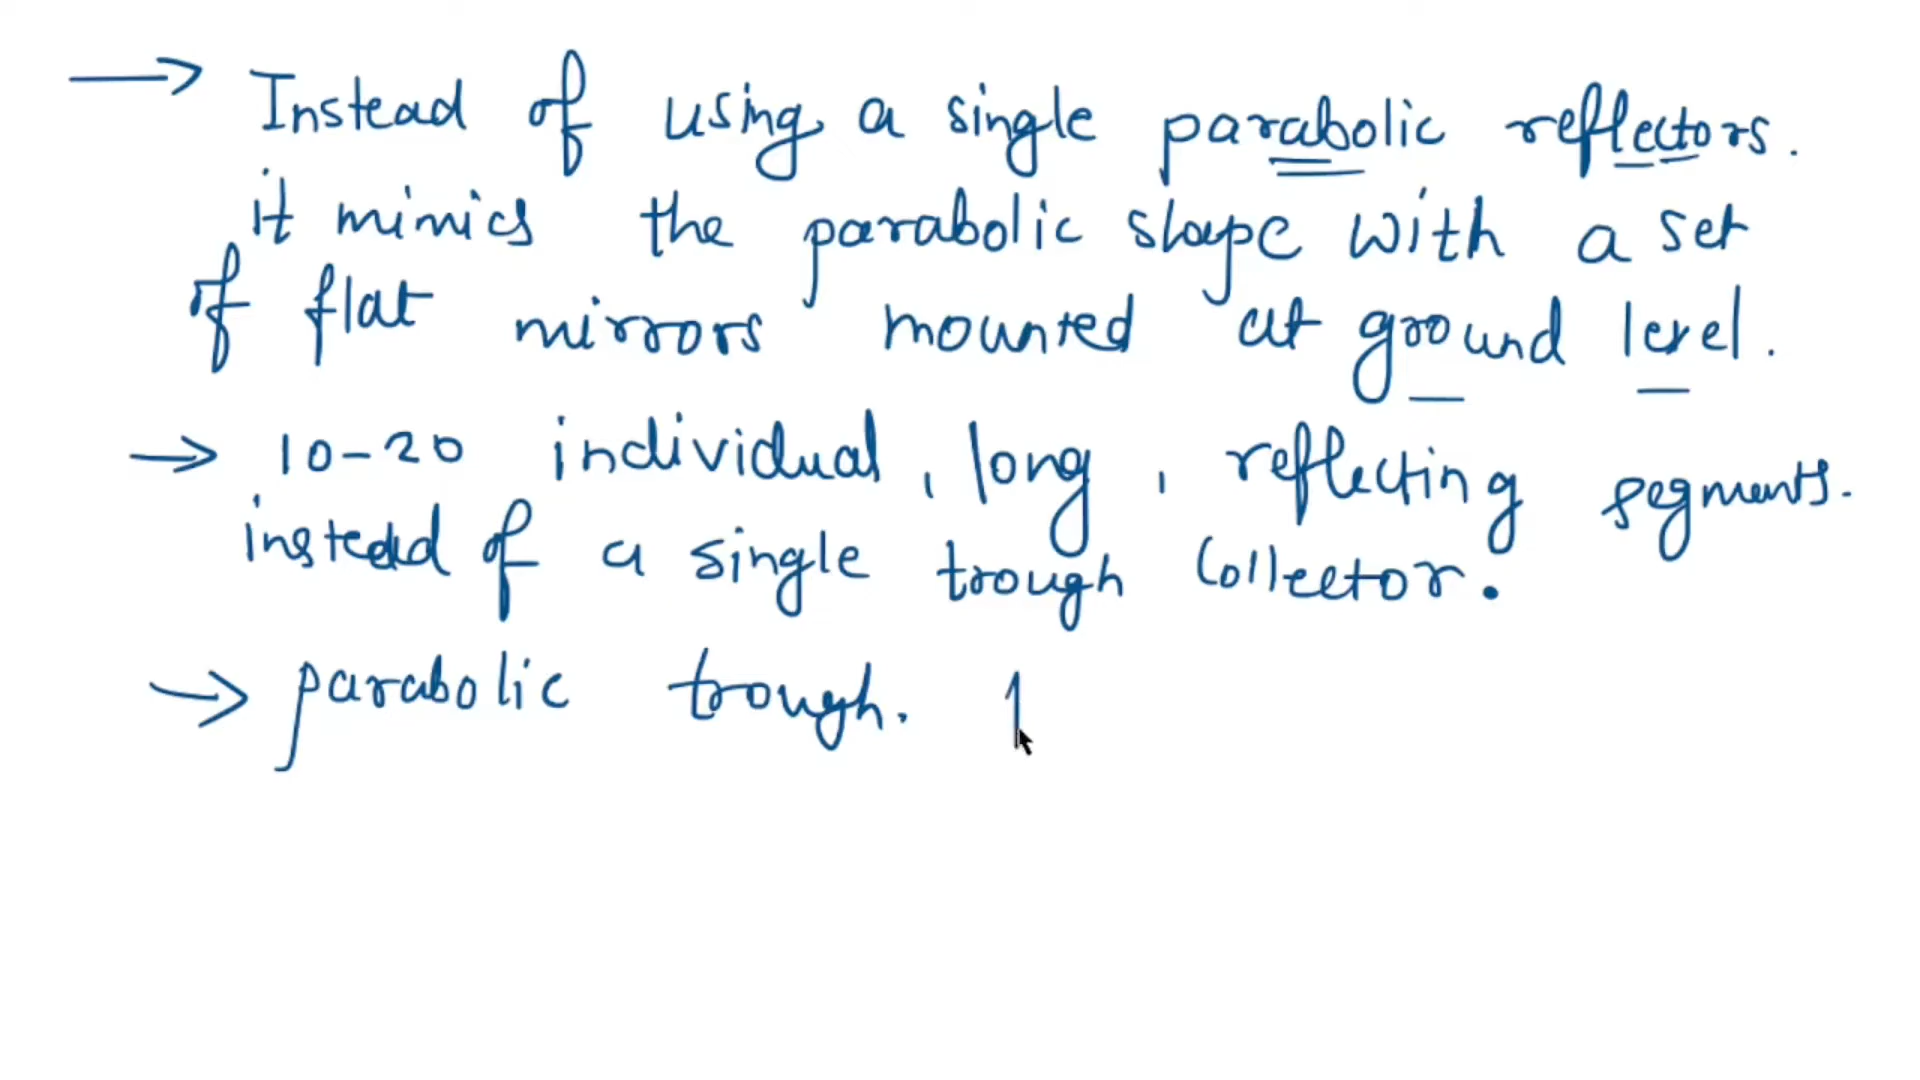 → Instead of using a single parabolic reflectors.
it mimics the parabolic shape with a set
of flat mirrors mounted at ground level.
→ 10-20 individual, long, reflecting segments.
instead of a single trough collector.
→ parabolic trough.